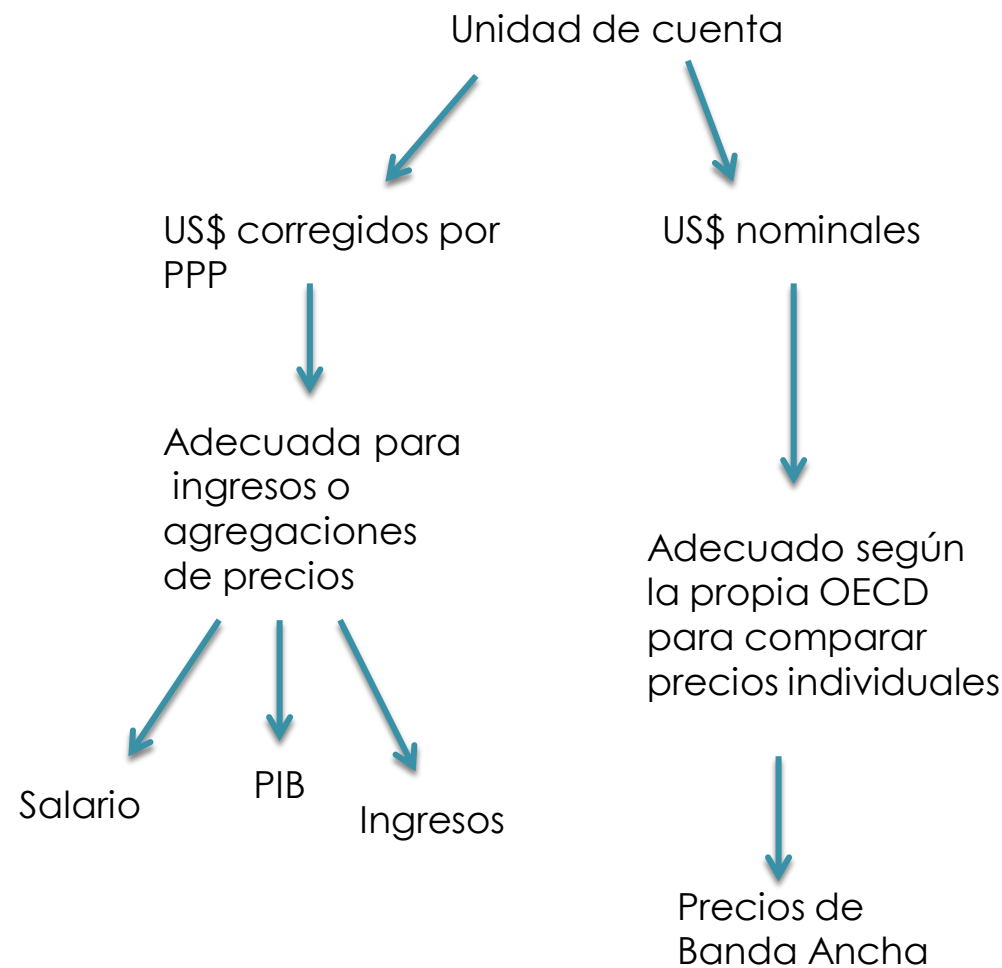 Unidad de cuenta
US$ corregidos por
PPP
US$ nominales
Adecuada para
ingresos o
agregaciones
de precios
Adecuado según
la propia OECD
para comparar
precios individuales
Salario
PIB
Ingresos
Precios de
Banda Ancha